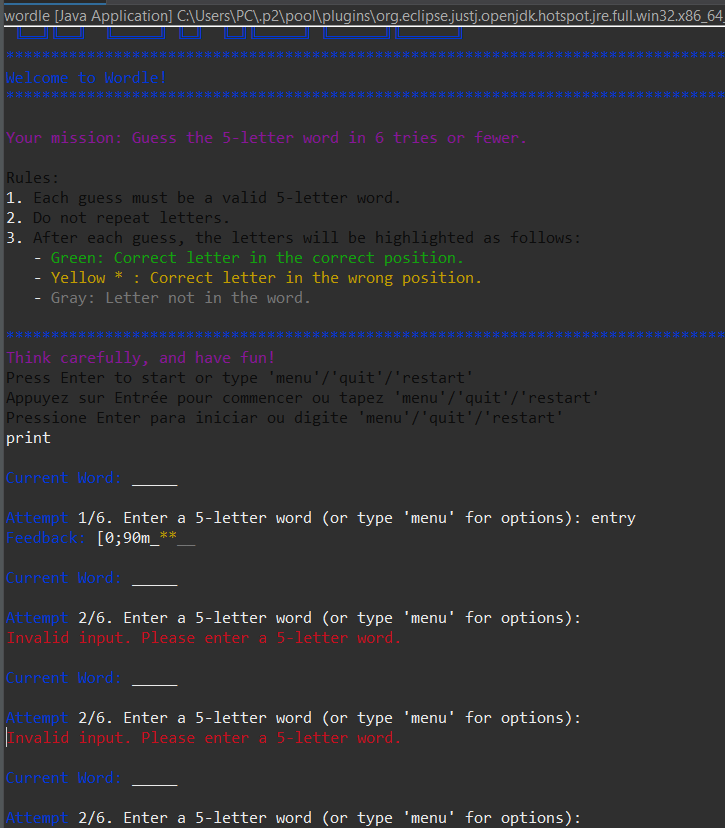 wordle [Java Application] C:\Users\PC\.p2\pool\plugins\org.eclipse.justj.openjdk.hotspot.jre.full.win32.x86_64_
Welcome to Wordle!
Your mission: Guess the 5-letter word in 6 tries or fewer.
Rules:
1. Each guess must be a valid 5-letter word.
2. Do not repeat letters.
3. After each guess, the letters will be highlighted as follows:
- Green: Correct letter in the correct position.
- Yellow * : Correct letter in the wrong position.
- Gray: Letter not in the word.
Think carefully, and have fun!
Press Enter to start or type 'menu'/'quit'/'restart'
Appuyez sur Entrée pour commencer ou tapez 'menu'/'quit'/'restart'
Pressione Enter para iniciar ou digite 'menu'/'quit'/'restart'
print
Current Word: _____
Attempt 1/6. Enter a 5-letter word (or type 'menu' for options): entry
Feedback: [0;90m_**__
Current Word: _____
Attempt 2/6. Enter a 5-letter word (or type 'menu' for options):
Invalid input. Please enter a 5-letter word.
Current Word: _____
Attempt 2/6. Enter a 5-letter word (or type 'menu' for options):
Invalid input. Please enter a 5-letter word.
Current Word: _____
Attempt 2/6. Enter a 5-letter word (or type 'menu' for options):